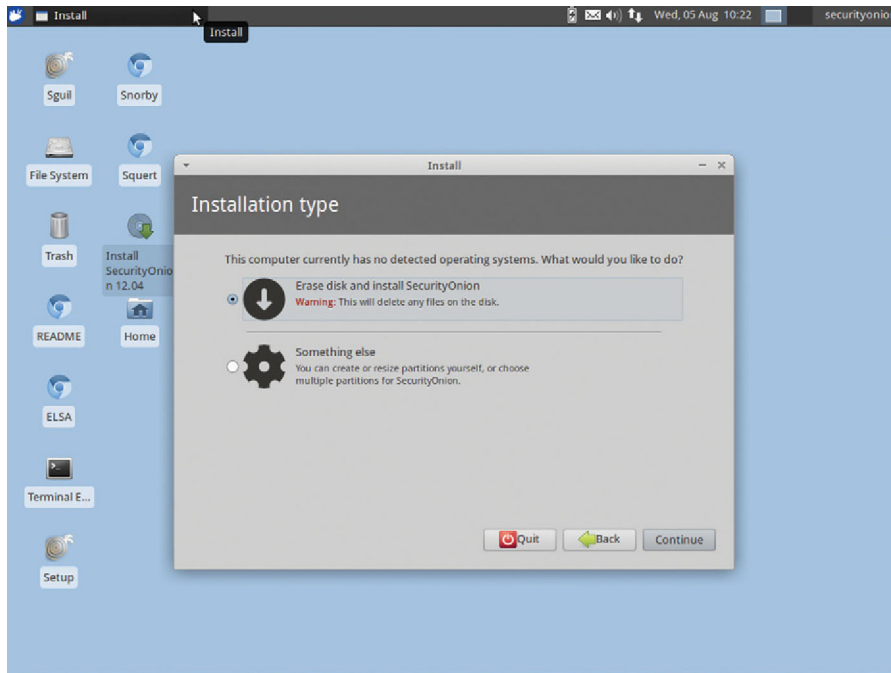 Install
Wed, 05 Aug 10:22
securityonio
Install
Sguil
Snorby
File System
Squert
Trash
Install
SecurityOnio
n 12.04
README
Home
ELSA
Terminal E...
Setup
Install
Installation type
This computer currently has no detected operating systems. What would you like to do?
Erase disk and install SecurityOnion
Warning: This will delete any files on the disk.
Something else
You can create or resize partitions yourself, or choose
multiple partitions for SecurityOnion.
Quit
Back
Continue